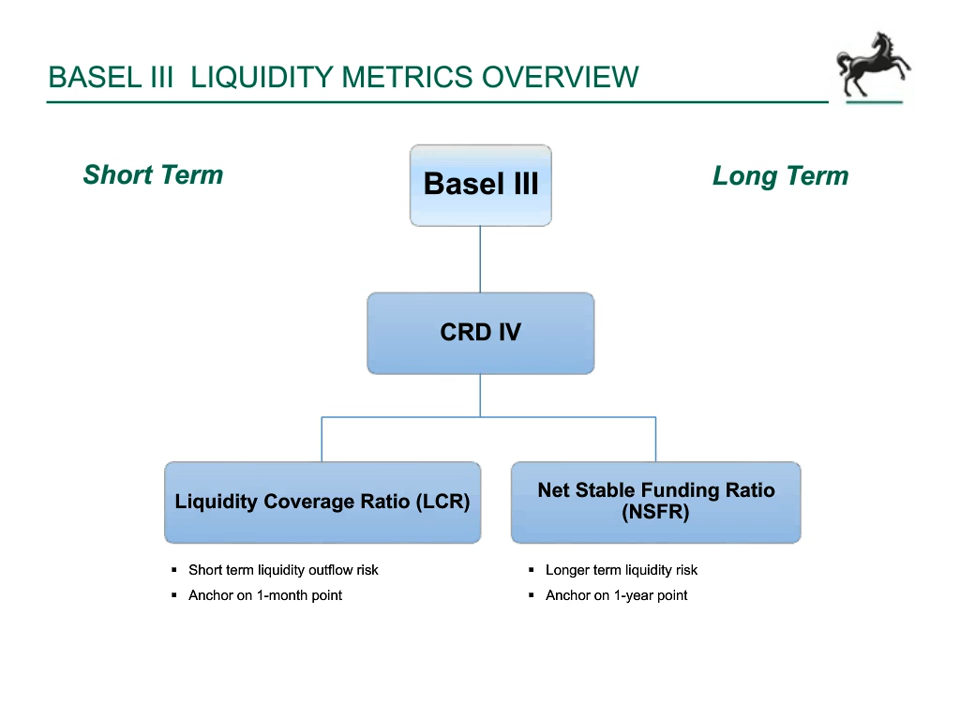 BASEL III LIQUIDITY METRICS OVERVIEW
Short Term
Basel III
Long Term
CRD IV
Liquidity Coverage Ratio (LCR)
Net Stable Funding Ratio
(NSFR)
▪ Short term liquidity outflow risk
▪ Anchor on 1-month point
▪ Longer term liquidity risk
▪ Anchor on 1-year point